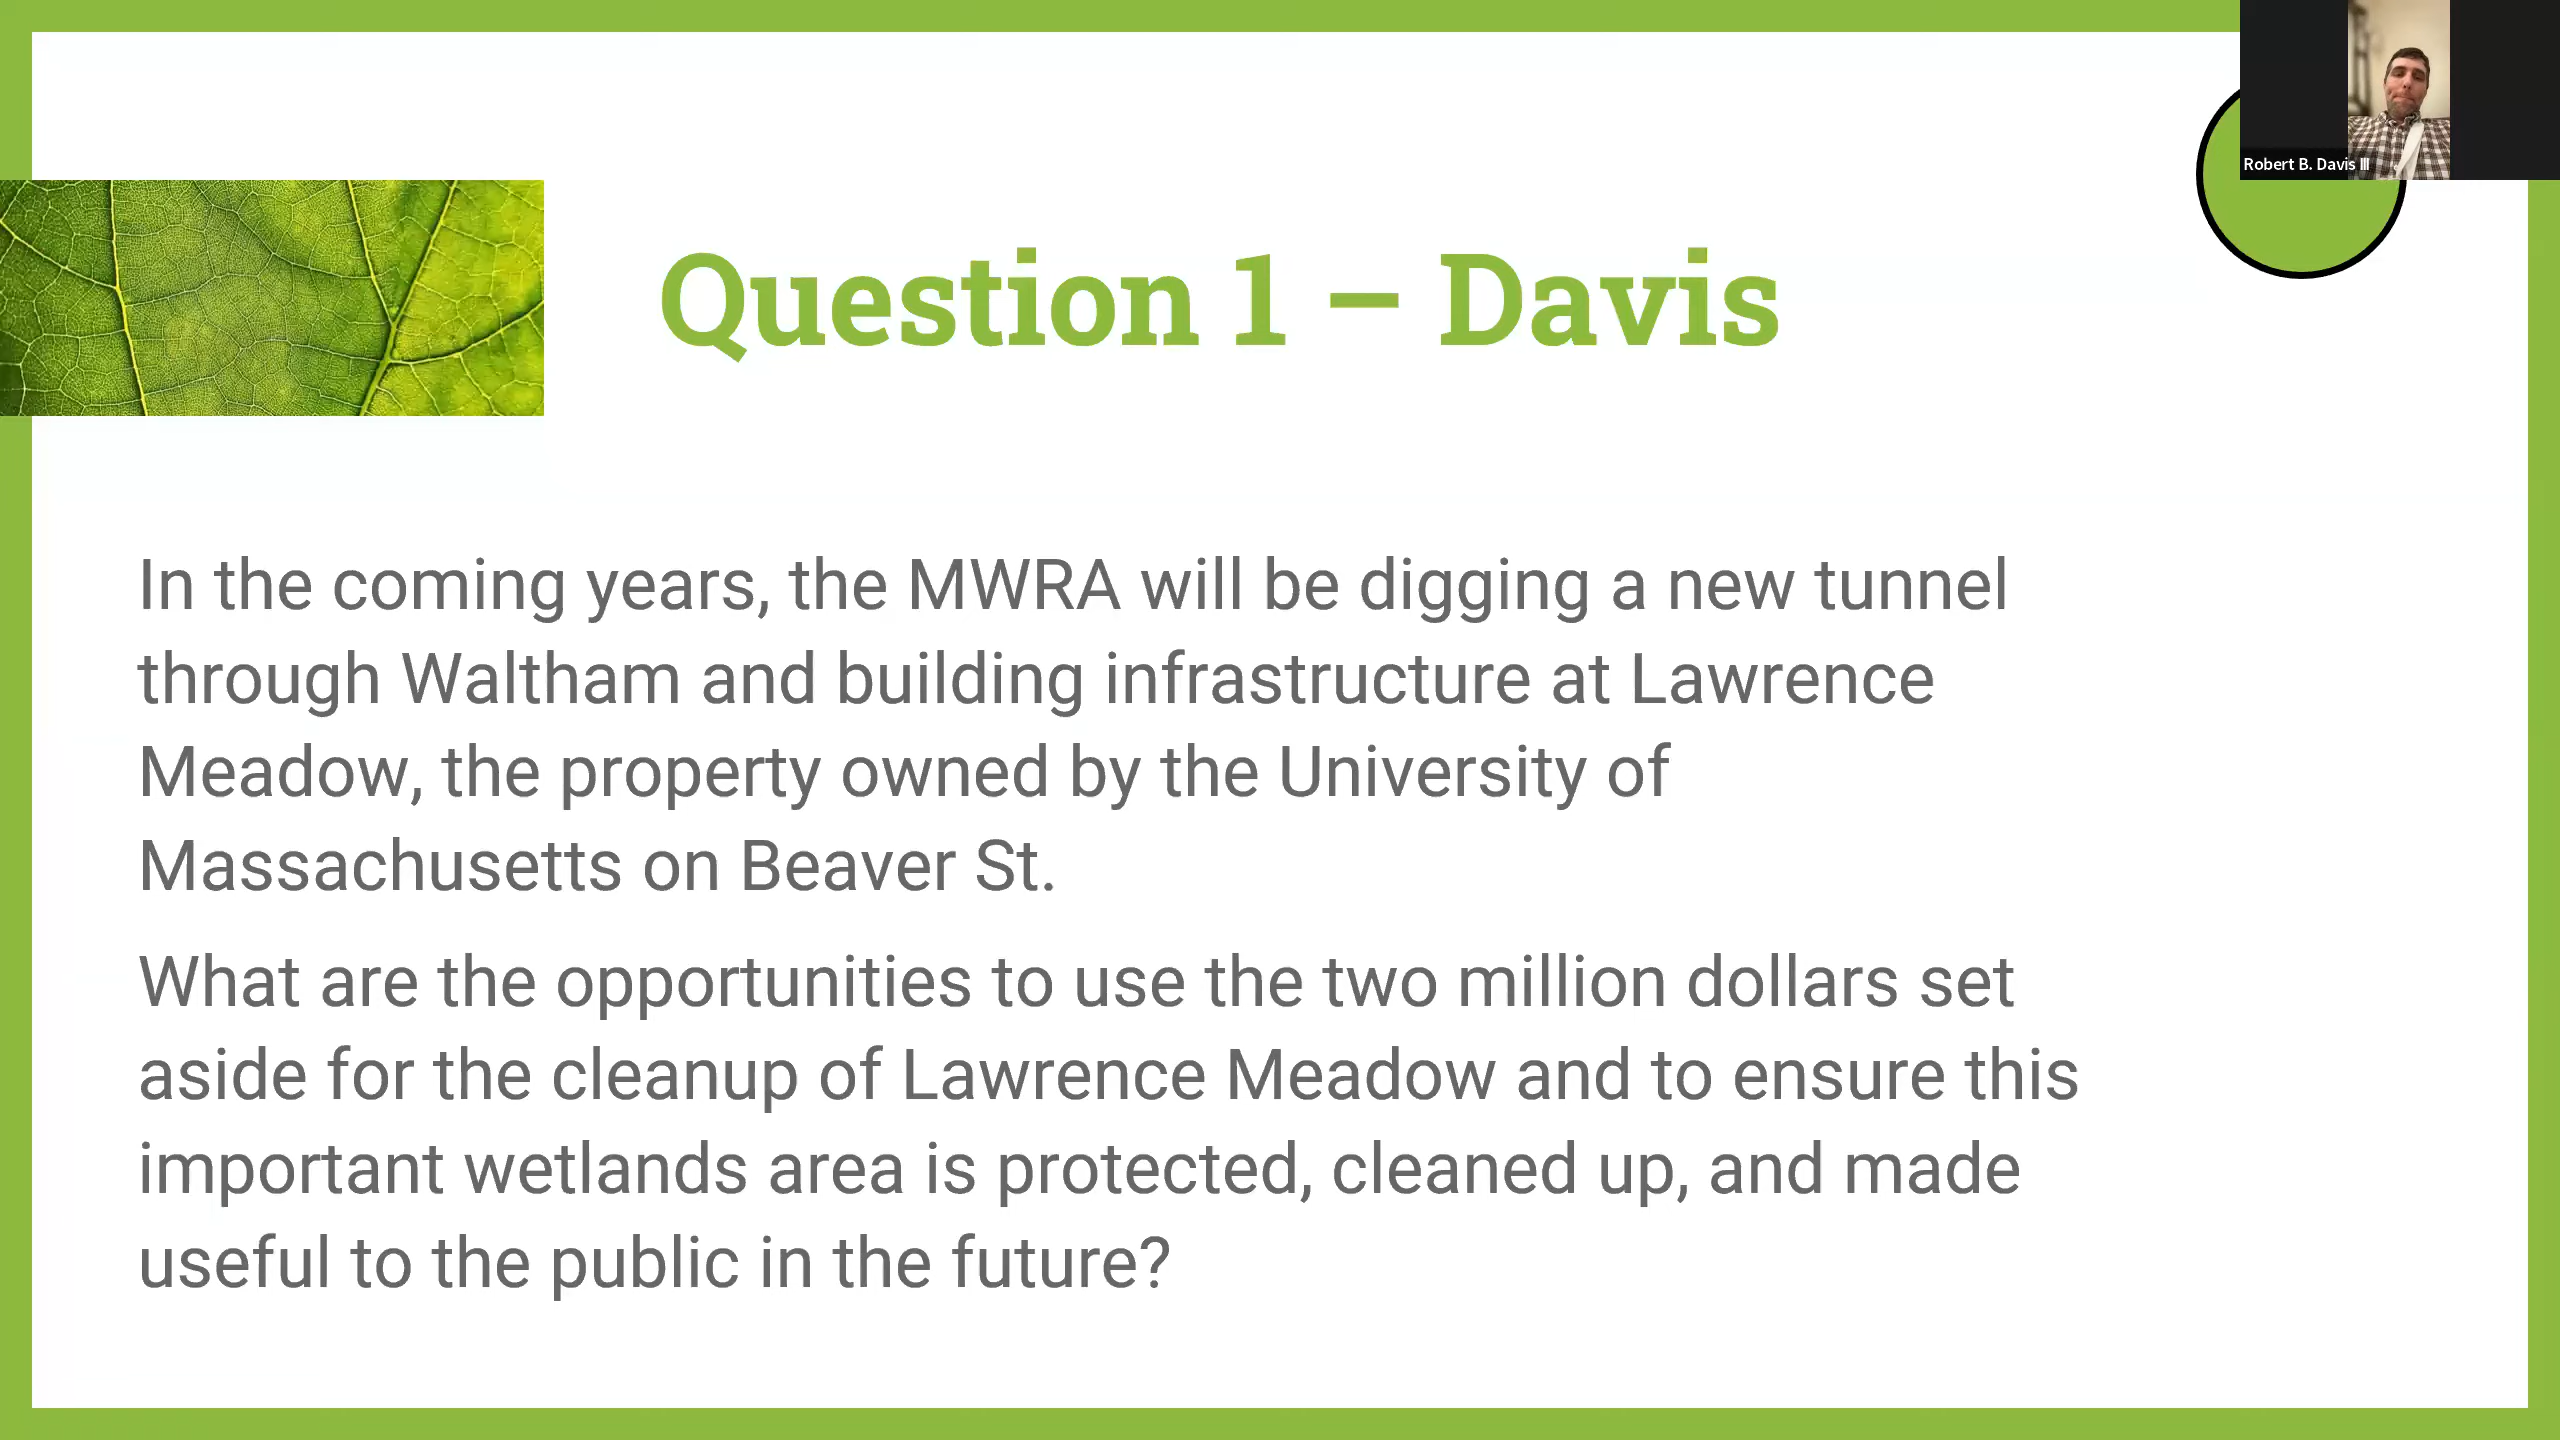 Robert B. Davis III
Question 1 – Davis
In the coming years, the MWRA will be digging a new tunnel
through Waltham and building infrastructure at Lawrence
Meadow, the property owned by the University of
Massachusetts on Beaver St.
What are the opportunities to use the two million dollars set
aside for the cleanup of Lawrence Meadow and to ensure this
important wetlands area is protected, cleaned up, and made
useful to the public in the future?